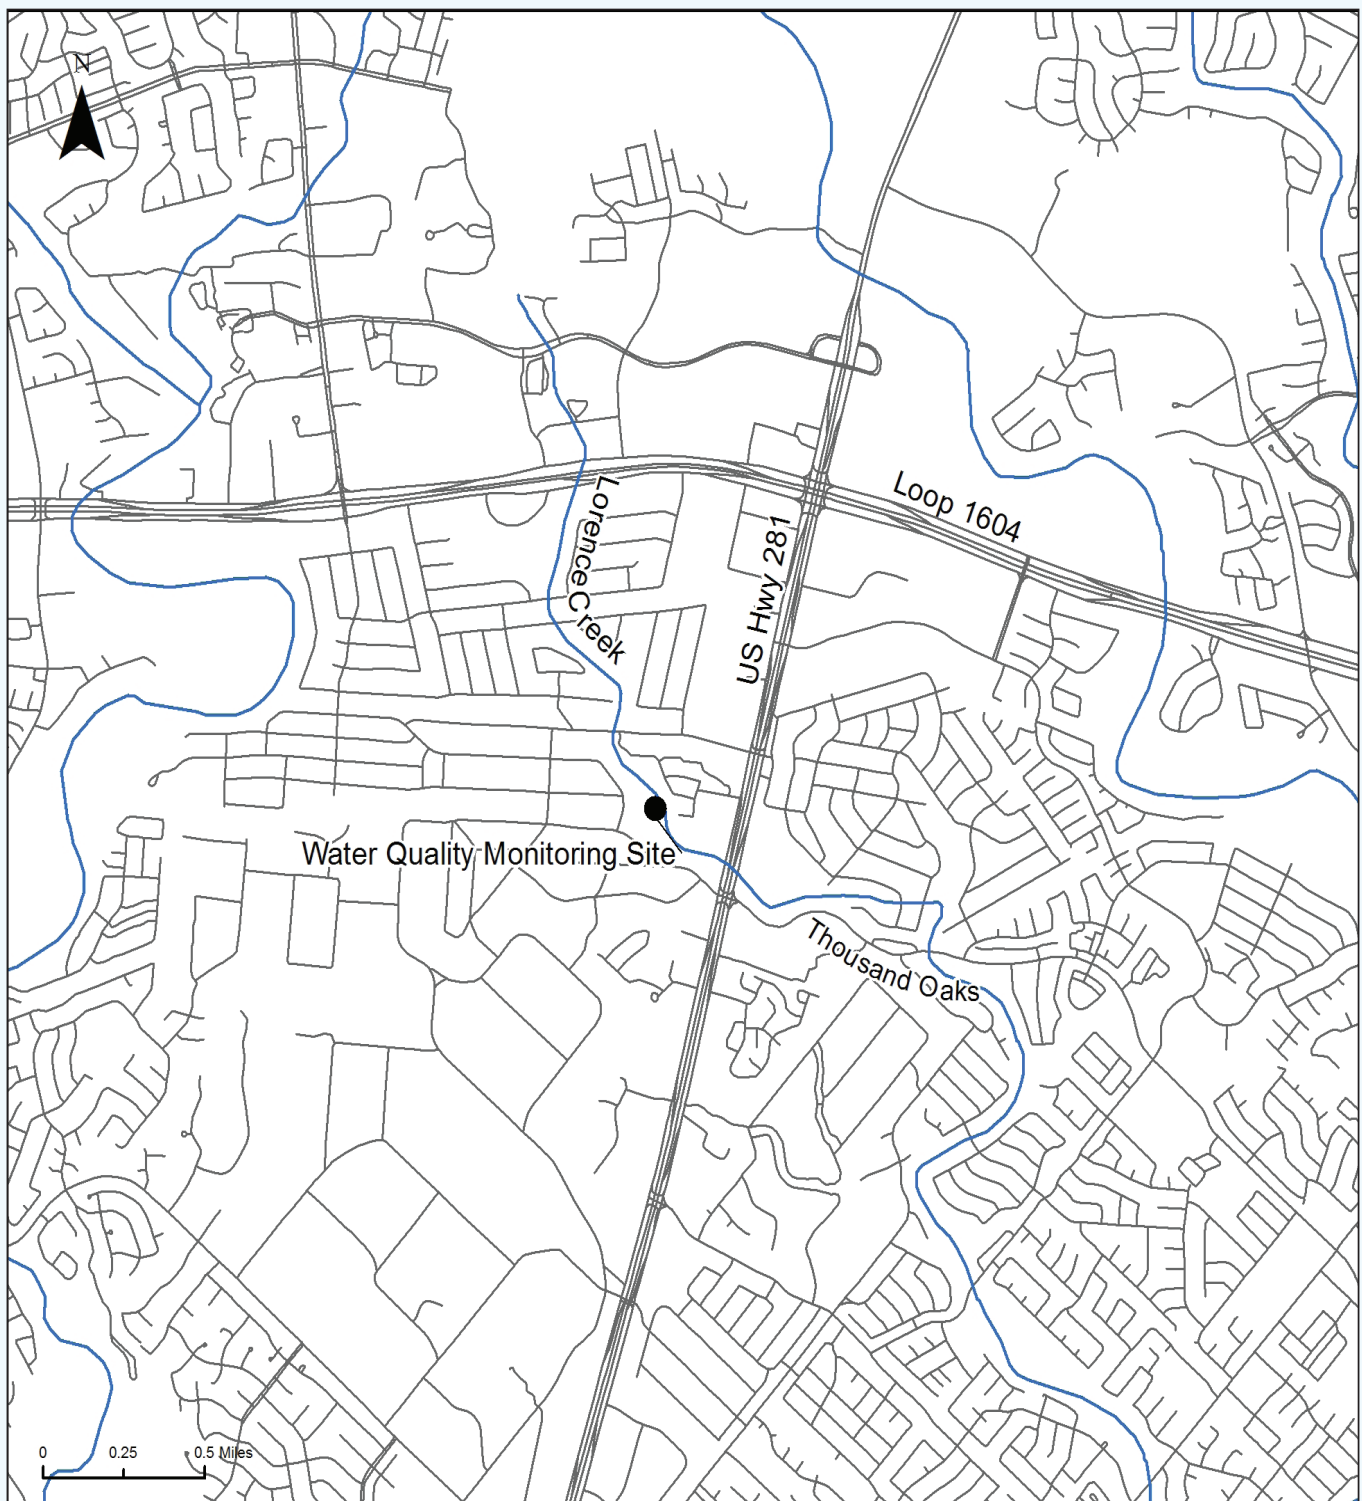 N
Loop 1604
Lorence Creek
US Hwy 281
Water Quality Monitoring Site
Thousand Oaks
0 0.25 0.5 Miles